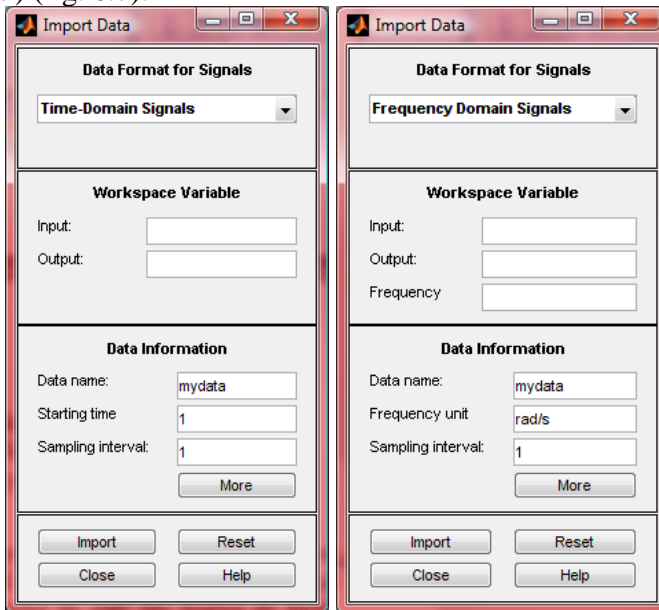 Import Data
Data Format for Signals
Time-Domain Signals
Workspace Variable
Input:
Output:
Data Information
Data name: mydata
Starting time 1
Sampling interval: 1
More
Import Reset
Close Help
Import Data
Data Format for Signals
Frequency Domain Signals
Workspace Variable
Input:
Output:
Frequency
Data Information
Data name: mydata
Frequency unit rad/s
Sampling interval: 1
More
Import Reset
Close Help